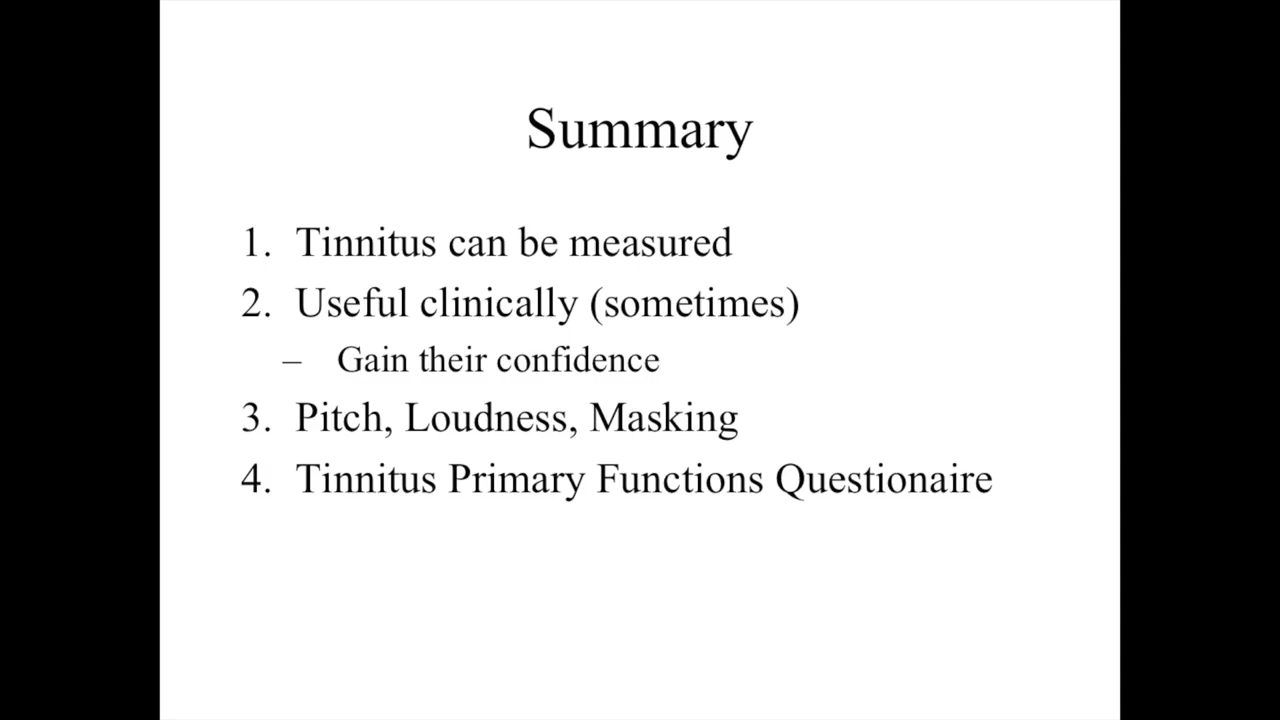 Summary
1. Tinnitus can be measured
2. Useful clinically (sometimes)
– Gain their confidence
3. Pitch, Loudness, Masking
4. Tinnitus Primary Functions Questionaire